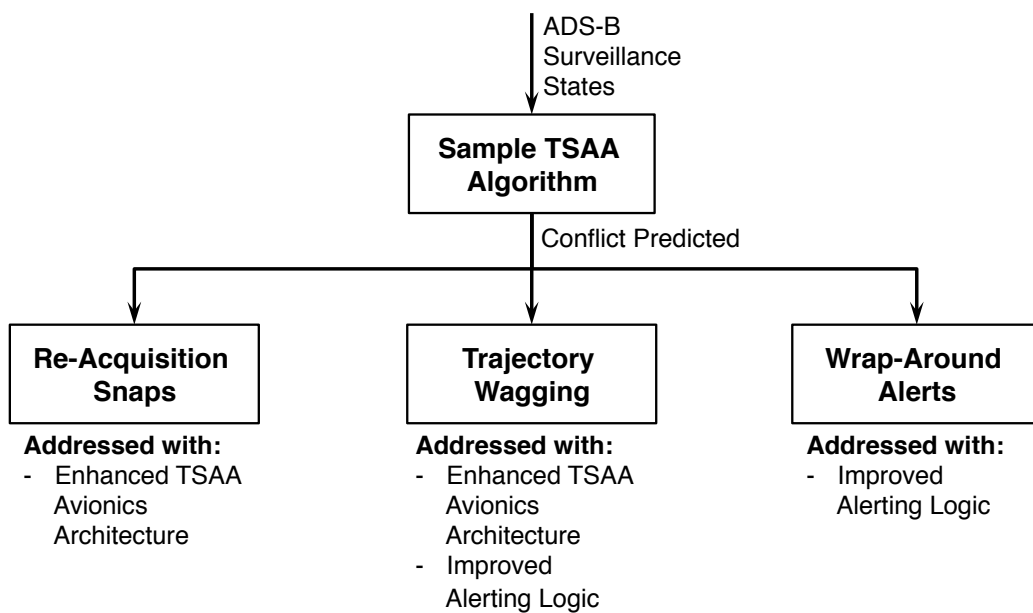 ADS-B
Surveillance
States
Sample TSAA
Algorithm
Conflict Predicted
Re-Acquisition
Snaps
Addressed with:
- Enhanced TSAA
Avionics
Architecture
Trajectory
Wagging
Addressed with:
- Enhanced TSAA
Avionics
Architecture
- Improved
Alerting Logic
Wrap-Around
Alerts
Addressed with:
- Improved
Alerting Logic